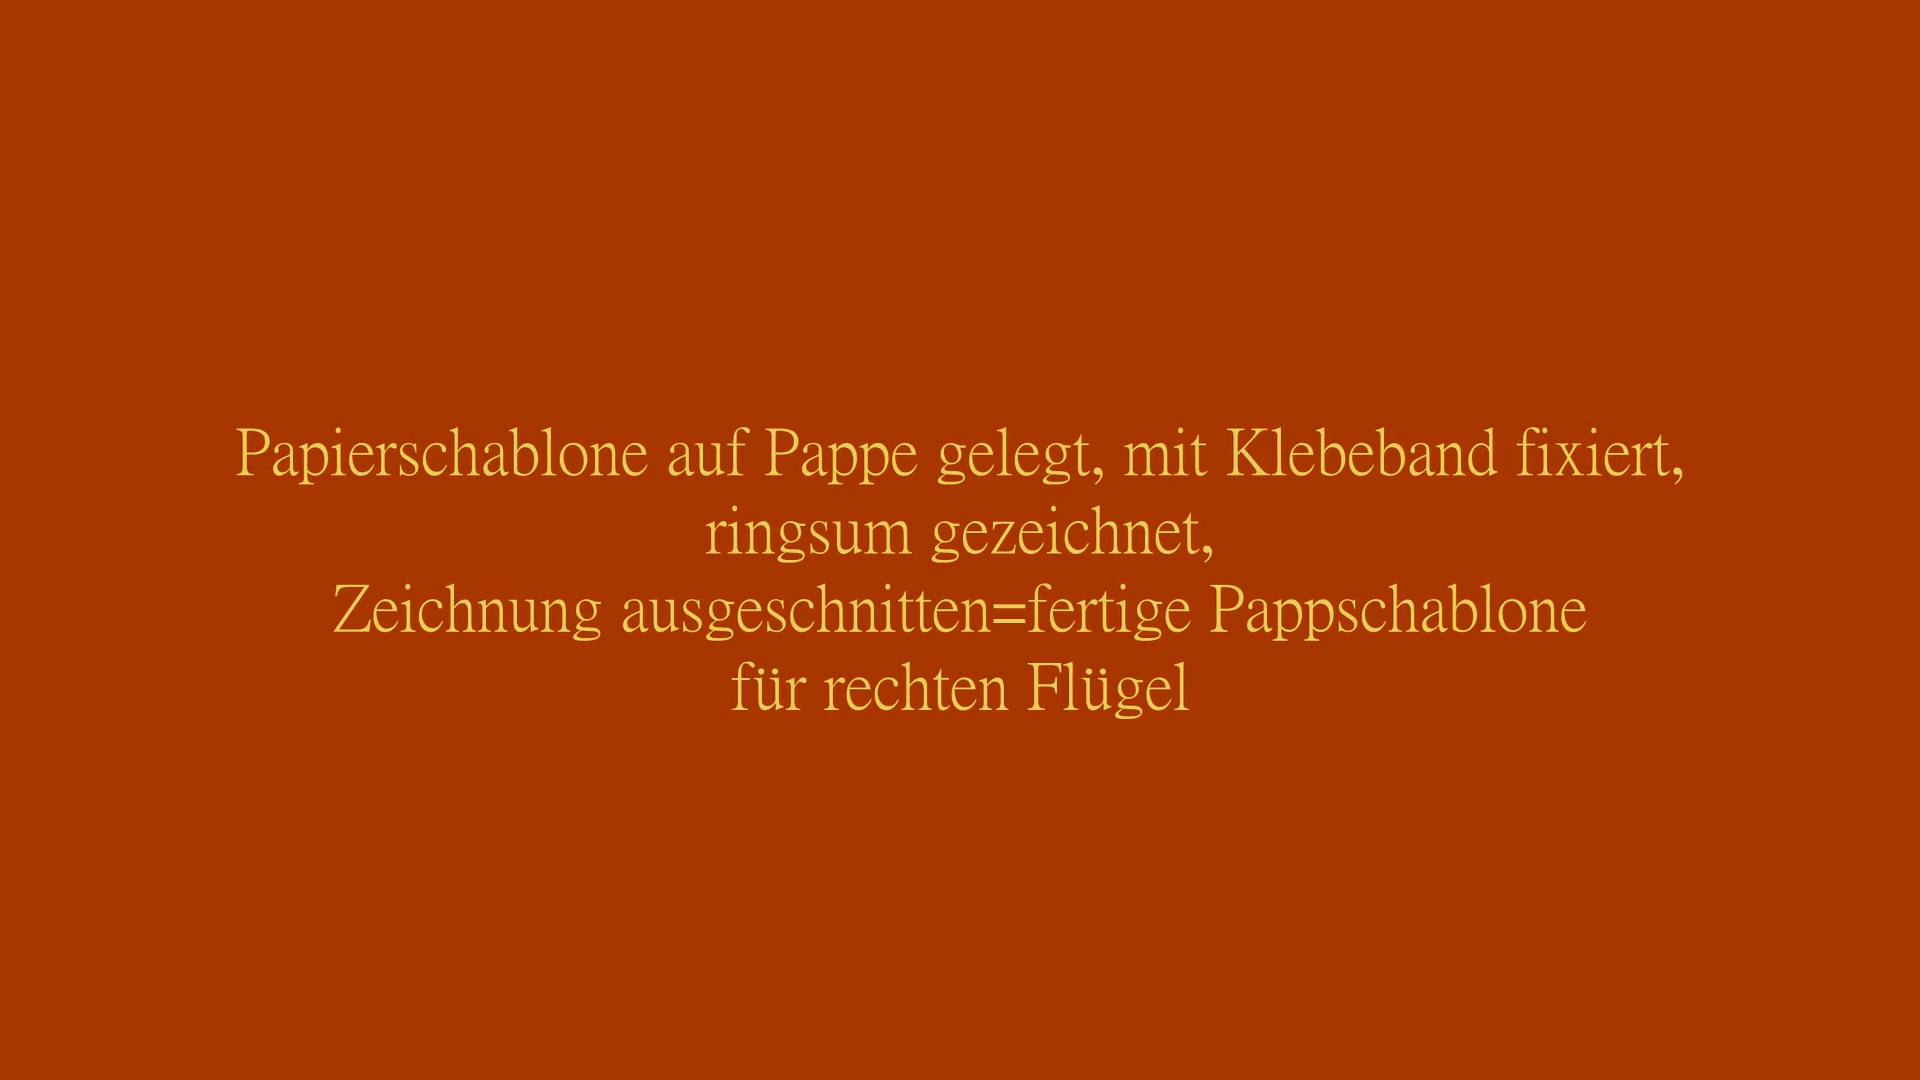 Papierschablone auf Pappe gelegt, mit Klebeband fixiert,
ringsum gezeichnet,
Zeichnung ausgeschnitten=fertige Pappschablone
für rechten Flügel